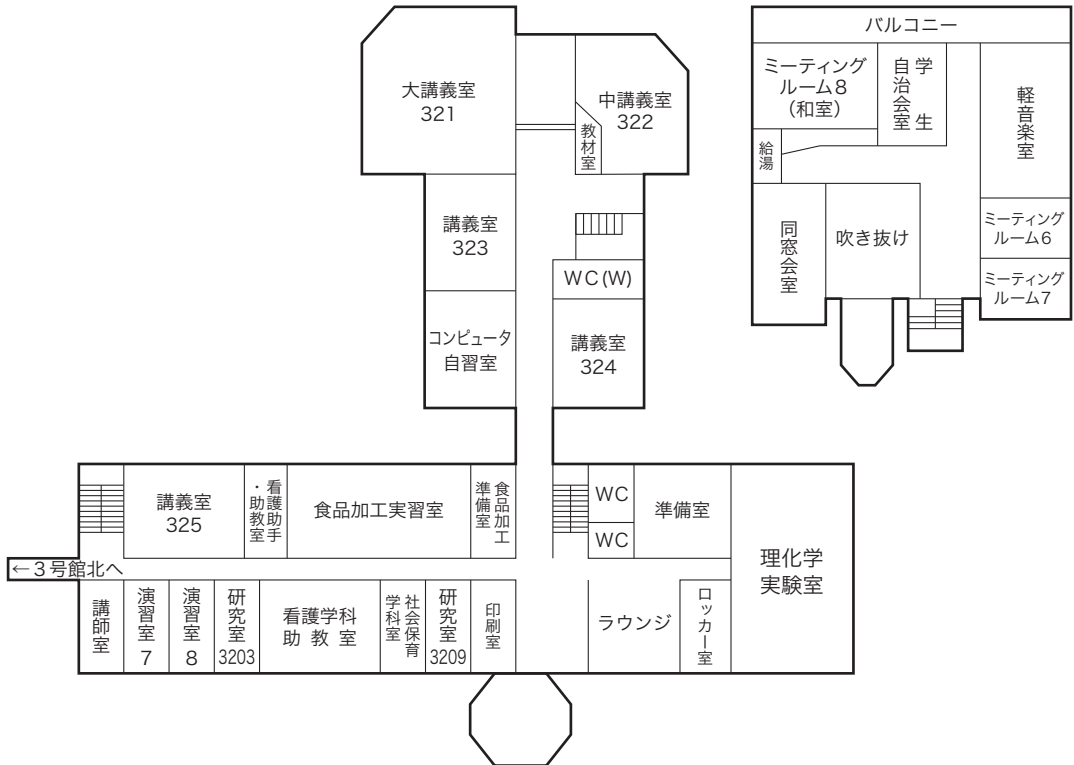 大講義室
321
中講義室
322
教材室
講義室
323
WC(W)
コンピュータ
自習室
講義室
324
バルコニー
ミーティング
ルーム8
(和室)
学生
自治会室
軽音楽室
給湯
同窓会室
吹き抜け
ミーティング
ルーム6
ミーティング
ルーム7
講義室
325
看護助手
・助教室
食品加工実習室
食品加工
準備室
WC
WC
準備室
理化学
実験室
←3号館北へ
講師室
演習室
7
演習室
8
研究室
3203
看護学科
助教室
社会保育
学科室
研究室
3209
印刷室
ラウンジ
ロッカー室